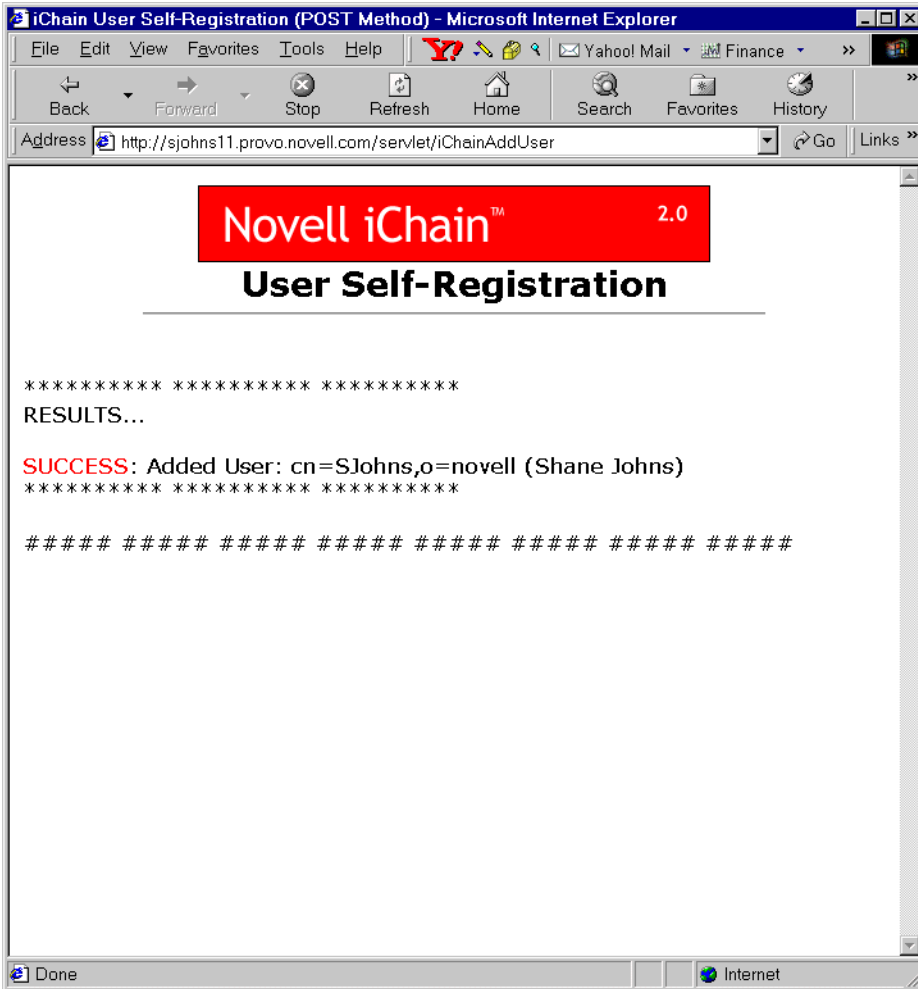 iChain User Self-Registration (POST Method) - Microsoft Internet Explorer
File Edit View Favorites Tools Help Y! Yahoo! Mail Finance »
Back Forward Stop Refresh Home Search Favorites History »
Address http://sjohns11.provo.novell.com/servlet/iChainAddUser Go Links »
Novell iChain™ 2.0
User Self-Registration
********** ********** **********
RESULTS...
SUCCESS: Added User: cn=SJohns,o=novell (Shane Johns)
********** ********** **********
##### ##### ##### ##### ##### ##### ##### #####
Done Internet